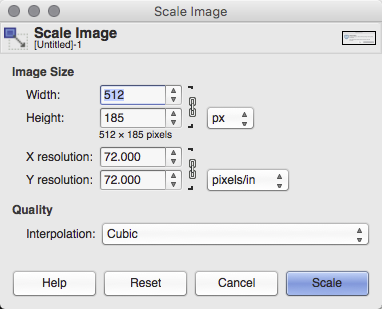 Scale Image
Scale Image
[Untitled]-1
Image Size
Width: 512
Height: 185 px
512 × 185 pixels
X resolution: 72.000
Y resolution: 72.000 pixels/in
Quality
Interpolation: Cubic
Help Reset Cancel Scale